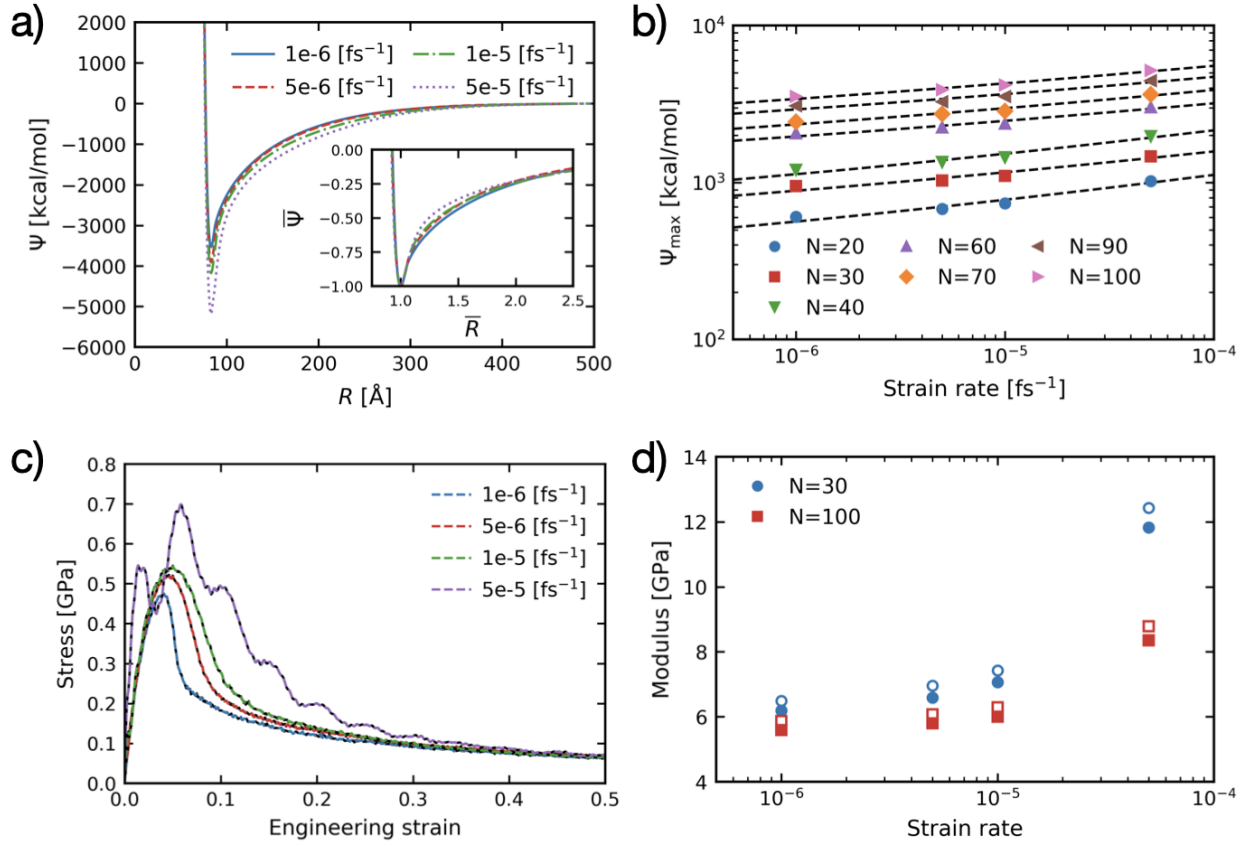 a)
2000
1000
0
−1000
−2000
−3000
−4000
−5000
−6000
Ψ [kcal/mol]
1e-6 [fs⁻¹]
5e-6 [fs⁻¹]
1e-5 [fs⁻¹]
5e-5 [fs⁻¹]
0.00
−0.25
−0.50
−0.75
−1.00
Ψ̅
1.0 1.5 2.0 2.5
R̅
0 100 200 300 400 500
R [Å]
b)
10⁴
10³
10²
Ψmax [kcal/mol]
N=20
N=30
N=40
N=60
N=70
N=90
N=100
10⁻⁶ 10⁻⁵ 10⁻⁴
Strain rate [fs⁻¹]
c)
0.8
0.7
0.6
0.5
0.4
0.3
0.2
0.1
0.0
Stress [GPa]
1e-6 [fs⁻¹]
5e-6 [fs⁻¹]
1e-5 [fs⁻¹]
5e-5 [fs⁻¹]
0.0 0.1 0.2 0.3 0.4 0.5
Engineering strain
d)
14
12
10
8
6
4
Modulus [GPa]
N=30
N=100
10⁻⁶ 10⁻⁵ 10⁻⁴
Strain rate